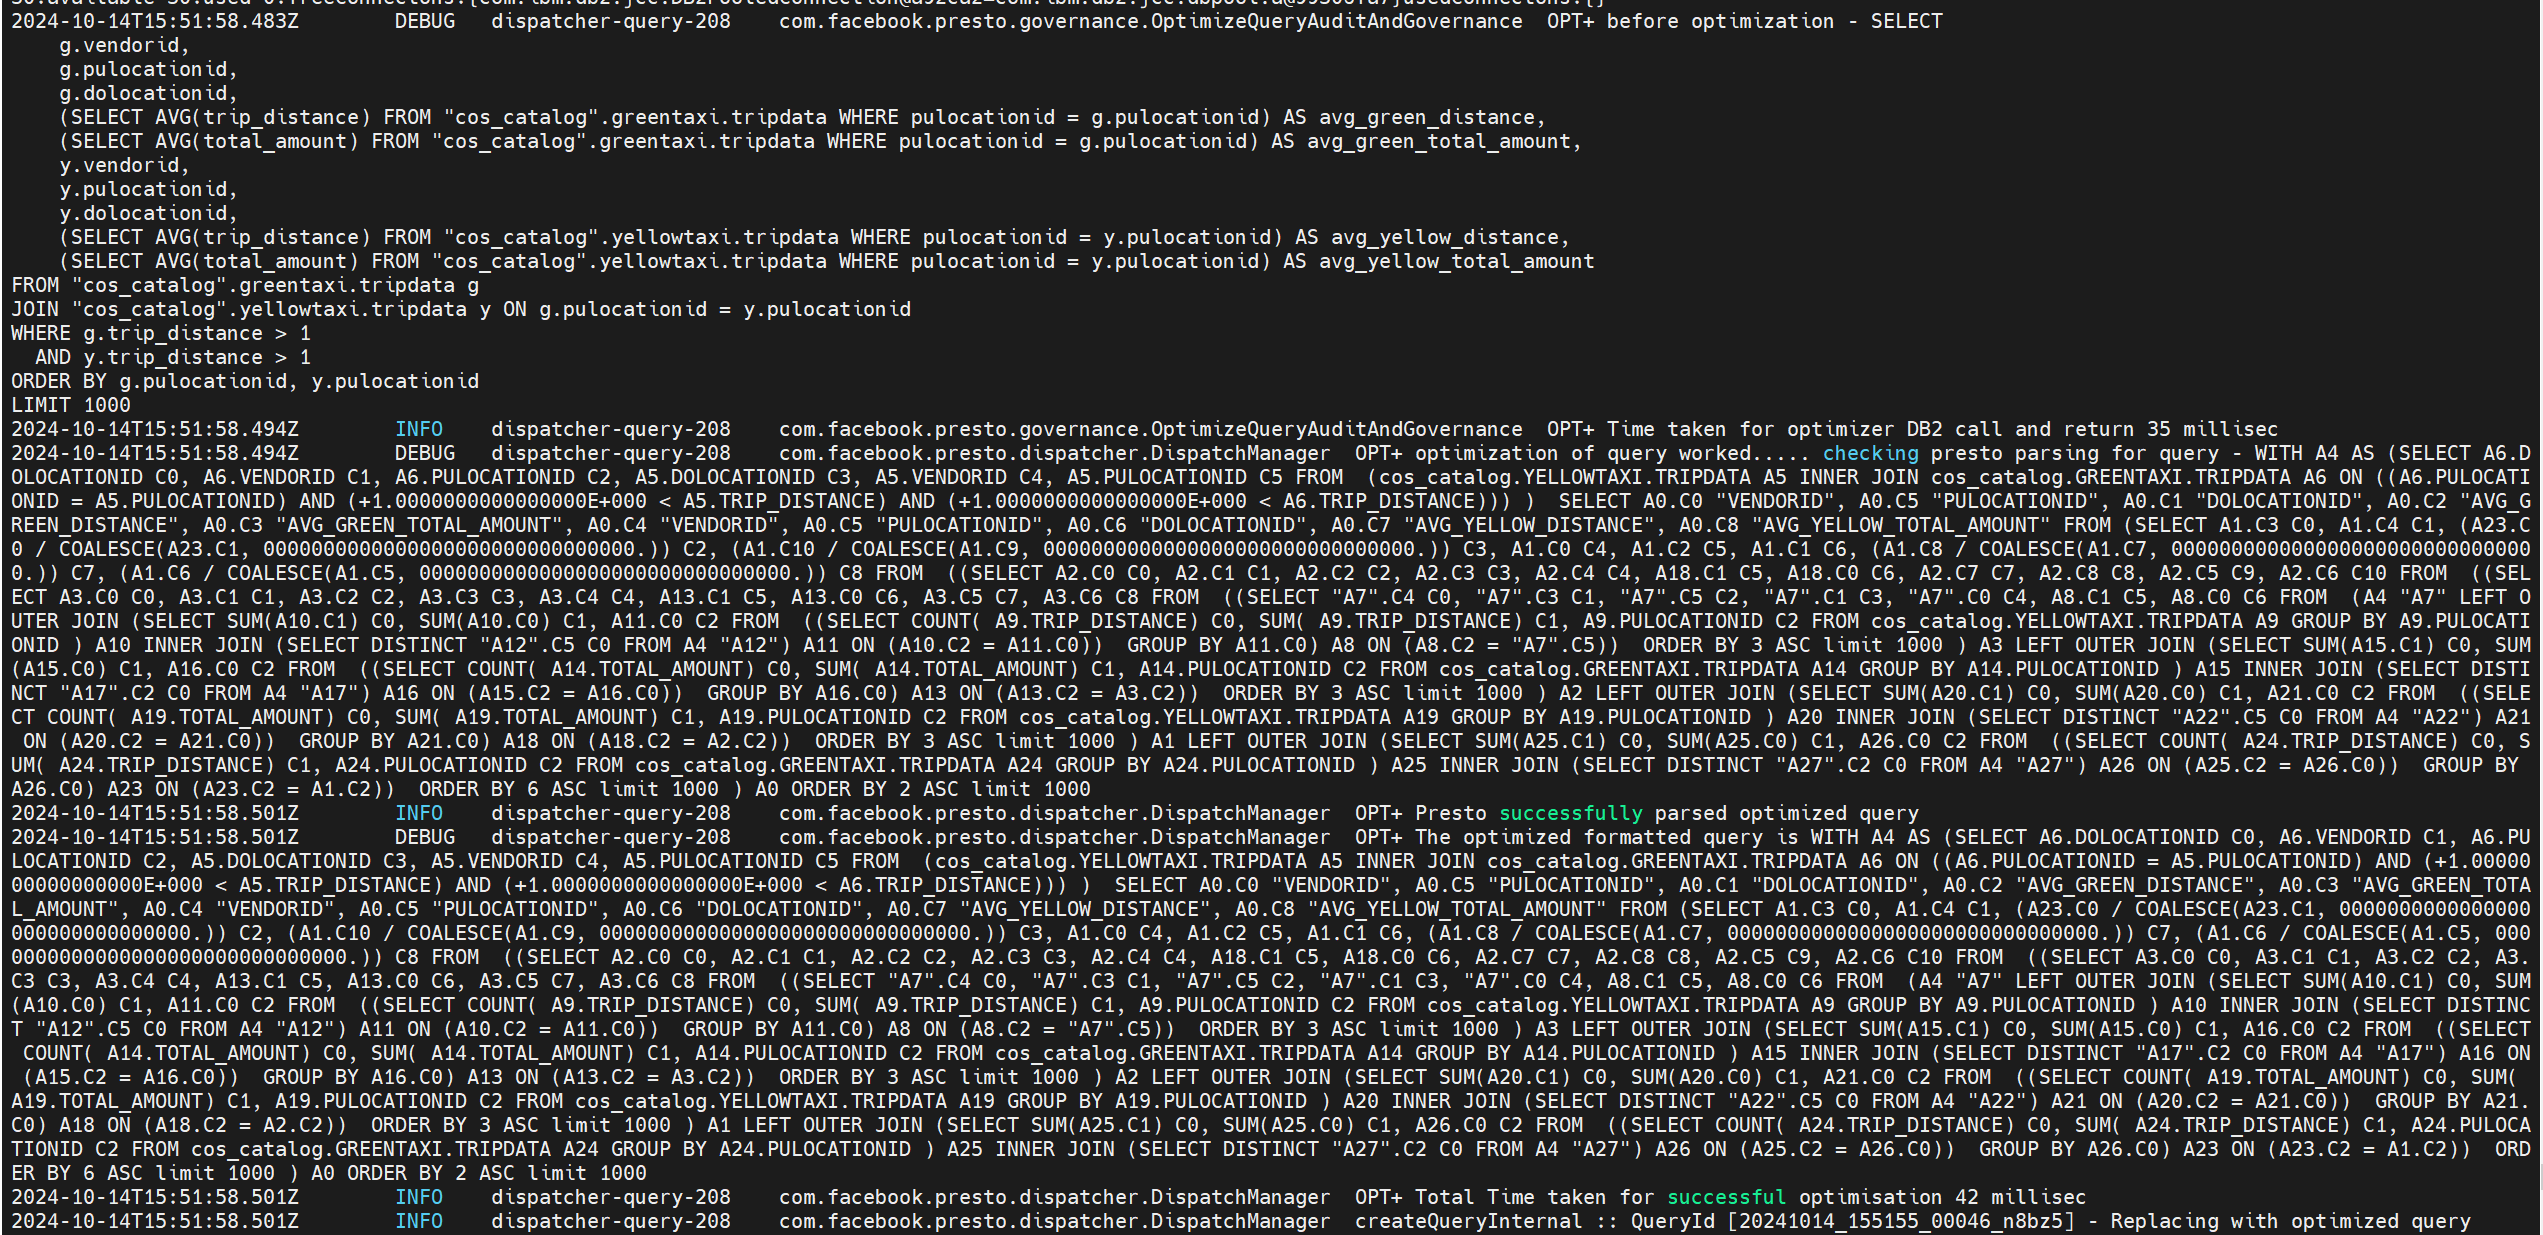 2024-10-14T15:51:58.483Z        DEBUG   dispatcher-query-208    com.facebook.presto.governance.OptimizeQueryAuditAndGovernance  OPT+ before optimization - SELECT
    g.vendorid,
    g.pulocationid,
    g.dolocationid,
    (SELECT AVG(trip_distance) FROM "cos_catalog".greentaxi.tripdata WHERE pulocationid = g.pulocationid) AS avg_green_distance,
    (SELECT AVG(total_amount) FROM "cos_catalog".greentaxi.tripdata WHERE pulocationid = g.pulocationid) AS avg_green_total_amount,
    y.vendorid,
    y.pulocationid,
    y.dolocationid,
    (SELECT AVG(trip_distance) FROM "cos_catalog".yellowtaxi.tripdata WHERE pulocationid = y.pulocationid) AS avg_yellow_distance,
    (SELECT AVG(total_amount) FROM "cos_catalog".yellowtaxi.tripdata WHERE pulocationid = y.pulocationid) AS avg_yellow_total_amount
FROM "cos_catalog".greentaxi.tripdata g
JOIN "cos_catalog".yellowtaxi.tripdata y ON g.pulocationid = y.pulocationid
WHERE g.trip_distance > 1
  AND y.trip_distance > 1
ORDER BY g.pulocationid, y.pulocationid
LIMIT 1000
2024-10-14T15:51:58.494Z        INFO    dispatcher-query-208    com.facebook.presto.governance.OptimizeQueryAuditAndGovernance  OPT+ Time taken for optimizer DB2 call and return 35 millisec
2024-10-14T15:51:58.494Z        DEBUG   dispatcher-query-208    com.facebook.presto.dispatcher.DispatchManager  OPT+ optimization of query worked..... checking presto parsing for query - WITH A4 AS (SELECT A6.D
OLOCATIONID C0, A6.VENDORID C1, A6.PULOCATIONID C2, A5.DOLOCATIONID C3, A5.VENDORID C4, A5.PULOCATIONID C5 FROM  (cos_catalog.YELLOWTAXI.TRIPDATA A5 INNER JOIN cos_catalog.GREENTAXI.TRIPDATA A6 ON ((A6.PULOCATI
ONID = A5.PULOCATIONID) AND (+1.0000000000000000E+000 < A5.TRIP_DISTANCE) AND (+1.0000000000000000E+000 < A6.TRIP_DISTANCE))) )  SELECT A0.C0 "VENDORID", A0.C5 "PULOCATIONID", A0.C1 "DOLOCATIONID", A0.C2 "AVG_G
REEN_DISTANCE", A0.C3 "AVG_GREEN_TOTAL_AMOUNT", A0.C4 "VENDORID", A0.C5 "PULOCATIONID", A0.C6 "DOLOCATIONID", A0.C7 "AVG_YELLOW_DISTANCE", A0.C8 "AVG_YELLOW_TOTAL_AMOUNT" FROM (SELECT A1.C3 C0, A1.C4 C1, (A23.C
0 / COALESCE(A23.C1, 0000000000000000000000000000000.)) C2, (A1.C10 / COALESCE(A1.C9, 0000000000000000000000000000000.)) C3, A1.C0 C4, A1.C2 C5, A1.C1 C6, (A1.C8 / COALESCE(A1.C7, 000000000000000000000000000000
0.)) C7, (A1.C6 / COALESCE(A1.C5, 0000000000000000000000000000000.)) C8 FROM  ((SELECT A2.C0 C0, A2.C1 C1, A2.C2 C2, A2.C3 C3, A2.C4 C4, A18.C1 C5, A18.C0 C6, A2.C7 C7, A2.C8 C8, A2.C5 C9, A2.C6 C10 FROM  ((SEL
ECT A3.C0 C0, A3.C1 C1, A3.C2 C2, A3.C3 C3, A3.C4 C4, A13.C1 C5, A13.C0 C6, A3.C5 C7, A3.C6 C8 FROM  ((SELECT "A7".C4 C0, "A7".C3 C1, "A7".C5 C2, "A7".C1 C3, "A7".C0 C4, A8.C1 C5, A8.C0 C6 FROM  (A4 "A7" LEFT O
UTER JOIN (SELECT SUM(A10.C1) C0, SUM(A10.C0) C1, A11.C0 C2 FROM  ((SELECT COUNT( A9.TRIP_DISTANCE) C0, SUM( A9.TRIP_DISTANCE) C1, A9.PULOCATIONID C2 FROM cos_catalog.YELLOWTAXI.TRIPDATA A9 GROUP BY A9.PULOCATI
ONID ) A10 INNER JOIN (SELECT DISTINCT "A12".C5 C0 FROM A4 "A12") A11 ON (A10.C2 = A11.C0))  GROUP BY A11.C0) A8 ON (A8.C2 = "A7".C5))  ORDER BY 3 ASC limit 1000 ) A3 LEFT OUTER JOIN (SELECT SUM(A15.C1) C0, SUM
(A15.C0) C1, A16.C0 C2 FROM  ((SELECT COUNT( A14.TOTAL_AMOUNT) C0, SUM( A14.TOTAL_AMOUNT) C1, A14.PULOCATIONID C2 FROM cos_catalog.GREENTAXI.TRIPDATA A14 GROUP BY A14.PULOCATIONID ) A15 INNER JOIN (SELECT DISTI
NCT "A17".C2 C0 FROM A4 "A17") A16 ON (A15.C2 = A16.C0))  GROUP BY A16.C0) A13 ON (A13.C2 = A3.C2))  ORDER BY 3 ASC limit 1000 ) A2 LEFT OUTER JOIN (SELECT SUM(A20.C1) C0, SUM(A20.C0) C1, A21.C0 C2 FROM  ((SELE
CT COUNT( A19.TOTAL_AMOUNT) C0, SUM( A19.TOTAL_AMOUNT) C1, A19.PULOCATIONID C2 FROM cos_catalog.YELLOWTAXI.TRIPDATA A19 GROUP BY A19.PULOCATIONID ) A20 INNER JOIN (SELECT DISTINCT "A22".C5 C0 FROM A4 "A22") A21
 ON (A20.C2 = A21.C0))  GROUP BY A21.C0) A18 ON (A18.C2 = A2.C2))  ORDER BY 3 ASC limit 1000 ) A1 LEFT OUTER JOIN (SELECT SUM(A25.C1) C0, SUM(A25.C0) C1, A26.C0 C2 FROM  ((SELECT COUNT( A24.TRIP_DISTANCE) C0, S
UM( A24.TRIP_DISTANCE) C1, A24.PULOCATIONID C2 FROM cos_catalog.GREENTAXI.TRIPDATA A24 GROUP BY A24.PULOCATIONID ) A25 INNER JOIN (SELECT DISTINCT "A27".C2 C0 FROM A4 "A27") A26 ON (A25.C2 = A26.C0))  GROUP BY 
A26.C0) A23 ON (A23.C2 = A1.C2))  ORDER BY 6 ASC limit 1000 ) A0 ORDER BY 2 ASC limit 1000
2024-10-14T15:51:58.501Z        INFO    dispatcher-query-208    com.facebook.presto.dispatcher.DispatchManager  OPT+ Presto successfully parsed optimized query
2024-10-14T15:51:58.501Z        DEBUG   dispatcher-query-208    com.facebook.presto.dispatcher.DispatchManager  OPT+ The optimized formatted query is WITH A4 AS (SELECT A6.DOLOCATIONID C0, A6.VENDORID C1, A6.PU
LOCATIONID C2, A5.DOLOCATIONID C3, A5.VENDORID C4, A5.PULOCATIONID C5 FROM  (cos_catalog.YELLOWTAXI.TRIPDATA A5 INNER JOIN cos_catalog.GREENTAXI.TRIPDATA A6 ON ((A6.PULOCATIONID = A5.PULOCATIONID) AND (+1.00000
00000000000E+000 < A5.TRIP_DISTANCE) AND (+1.0000000000000000E+000 < A6.TRIP_DISTANCE))) )  SELECT A0.C0 "VENDORID", A0.C5 "PULOCATIONID", A0.C1 "DOLOCATIONID", A0.C2 "AVG_GREEN_DISTANCE", A0.C3 "AVG_GREEN_TOTA
L_AMOUNT", A0.C4 "VENDORID", A0.C5 "PULOCATIONID", A0.C6 "DOLOCATIONID", A0.C7 "AVG_YELLOW_DISTANCE", A0.C8 "AVG_YELLOW_TOTAL_AMOUNT" FROM (SELECT A1.C3 C0, A1.C4 C1, (A23.C0 / COALESCE(A23.C1, 0000000000000000
000000000000000.)) C2, (A1.C10 / COALESCE(A1.C9, 0000000000000000000000000000000.)) C3, A1.C0 C4, A1.C2 C5, A1.C1 C6, (A1.C8 / COALESCE(A1.C7, 0000000000000000000000000000000.)) C7, (A1.C6 / COALESCE(A1.C5, 000
0000000000000000000000000000.)) C8 FROM  ((SELECT A2.C0 C0, A2.C1 C1, A2.C2 C2, A2.C3 C3, A2.C4 C4, A18.C1 C5, A18.C0 C6, A2.C7 C7, A2.C8 C8, A2.C5 C9, A2.C6 C10 FROM  ((SELECT A3.C0 C0, A3.C1 C1, A3.C2 C2, A3.
C3 C3, A3.C4 C4, A13.C1 C5, A13.C0 C6, A3.C5 C7, A3.C6 C8 FROM  ((SELECT "A7".C4 C0, "A7".C3 C1, "A7".C5 C2, "A7".C1 C3, "A7".C0 C4, A8.C1 C5, A8.C0 C6 FROM  (A4 "A7" LEFT OUTER JOIN (SELECT SUM(A10.C1) C0, SUM
(A10.C0) C1, A11.C0 C2 FROM  ((SELECT COUNT( A9.TRIP_DISTANCE) C0, SUM( A9.TRIP_DISTANCE) C1, A9.PULOCATIONID C2 FROM cos_catalog.YELLOWTAXI.TRIPDATA A9 GROUP BY A9.PULOCATIONID ) A10 INNER JOIN (SELECT DISTINC
T "A12".C5 C0 FROM A4 "A12") A11 ON (A10.C2 = A11.C0))  GROUP BY A11.C0) A8 ON (A8.C2 = "A7".C5))  ORDER BY 3 ASC limit 1000 ) A3 LEFT OUTER JOIN (SELECT SUM(A15.C1) C0, SUM(A15.C0) C1, A16.C0 C2 FROM  ((SELECT
 COUNT( A14.TOTAL_AMOUNT) C0, SUM( A14.TOTAL_AMOUNT) C1, A14.PULOCATIONID C2 FROM cos_catalog.GREENTAXI.TRIPDATA A14 GROUP BY A14.PULOCATIONID ) A15 INNER JOIN (SELECT DISTINCT "A17".C2 C0 FROM A4 "A17") A16 ON
 (A15.C2 = A16.C0))  GROUP BY A16.C0) A13 ON (A13.C2 = A3.C2))  ORDER BY 3 ASC limit 1000 ) A2 LEFT OUTER JOIN (SELECT SUM(A20.C1) C0, SUM(A20.C0) C1, A21.C0 C2 FROM  ((SELECT COUNT( A19.TOTAL_AMOUNT) C0, SUM( 
A19.TOTAL_AMOUNT) C1, A19.PULOCATIONID C2 FROM cos_catalog.YELLOWTAXI.TRIPDATA A19 GROUP BY A19.PULOCATIONID ) A20 INNER JOIN (SELECT DISTINCT "A22".C5 C0 FROM A4 "A22") A21 ON (A20.C2 = A21.C0))  GROUP BY A21.
C0) A18 ON (A18.C2 = A2.C2))  ORDER BY 3 ASC limit 1000 ) A1 LEFT OUTER JOIN (SELECT SUM(A25.C1) C0, SUM(A25.C0) C1, A26.C0 C2 FROM  ((SELECT COUNT( A24.TRIP_DISTANCE) C0, SUM( A24.TRIP_DISTANCE) C1, A24.PULOCA
TIONID C2 FROM cos_catalog.GREENTAXI.TRIPDATA A24 GROUP BY A24.PULOCATIONID ) A25 INNER JOIN (SELECT DISTINCT "A27".C2 C0 FROM A4 "A27") A26 ON (A25.C2 = A26.C0))  GROUP BY A26.C0) A23 ON (A23.C2 = A1.C2))  ORD
ER BY 6 ASC limit 1000 ) A0 ORDER BY 2 ASC limit 1000
2024-10-14T15:51:58.501Z        INFO    dispatcher-query-208    com.facebook.presto.dispatcher.DispatchManager  OPT+ Total Time taken for successful optimisation 42 millisec
2024-10-14T15:51:58.501Z        INFO    dispatcher-query-208    com.facebook.presto.dispatcher.DispatchManager  createQueryInternal :: QueryId [20241014_155155_00046_n8bz5] - Replacing with optimized query